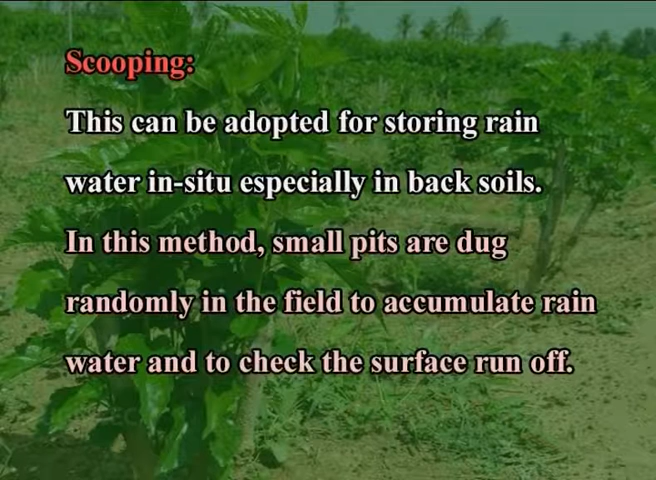 Scooping:
This can be adopted for storing rain
water in-situ especially in back soils.
In this method, small pits are dug
randomly in the field to accumulate rain
water and to check the surface run off.